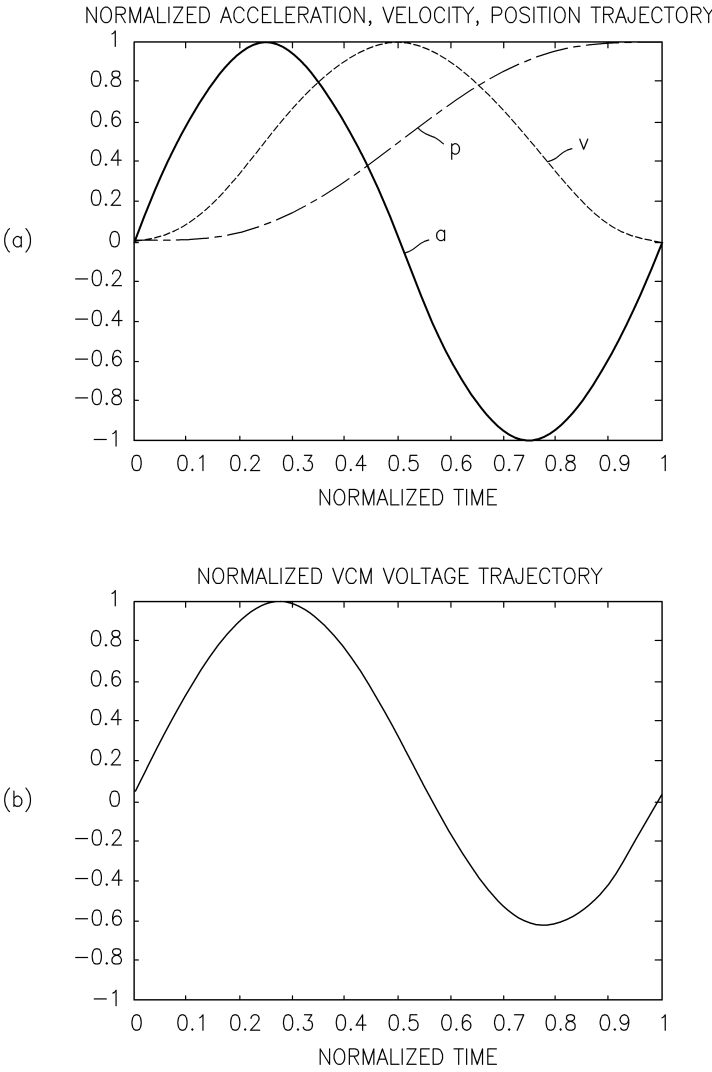 NORMALIZED ACCELERATION, VELOCITY, POSITION TRAJECTORY
1
0.8
0.6
0.4
0.2
0
−0.2
−0.4
−0.6
−0.8
−1
(a)
p
v
a
0 0.1 0.2 0.3 0.4 0.5 0.6 0.7 0.8 0.9 1
NORMALIZED TIME
NORMALIZED VCM VOLTAGE TRAJECTORY
1
0.8
0.6
0.4
0.2
0
−0.2
−0.4
−0.6
−0.8
−1
(b)
0 0.1 0.2 0.3 0.4 0.5 0.6 0.7 0.8 0.9 1
NORMALIZED TIME